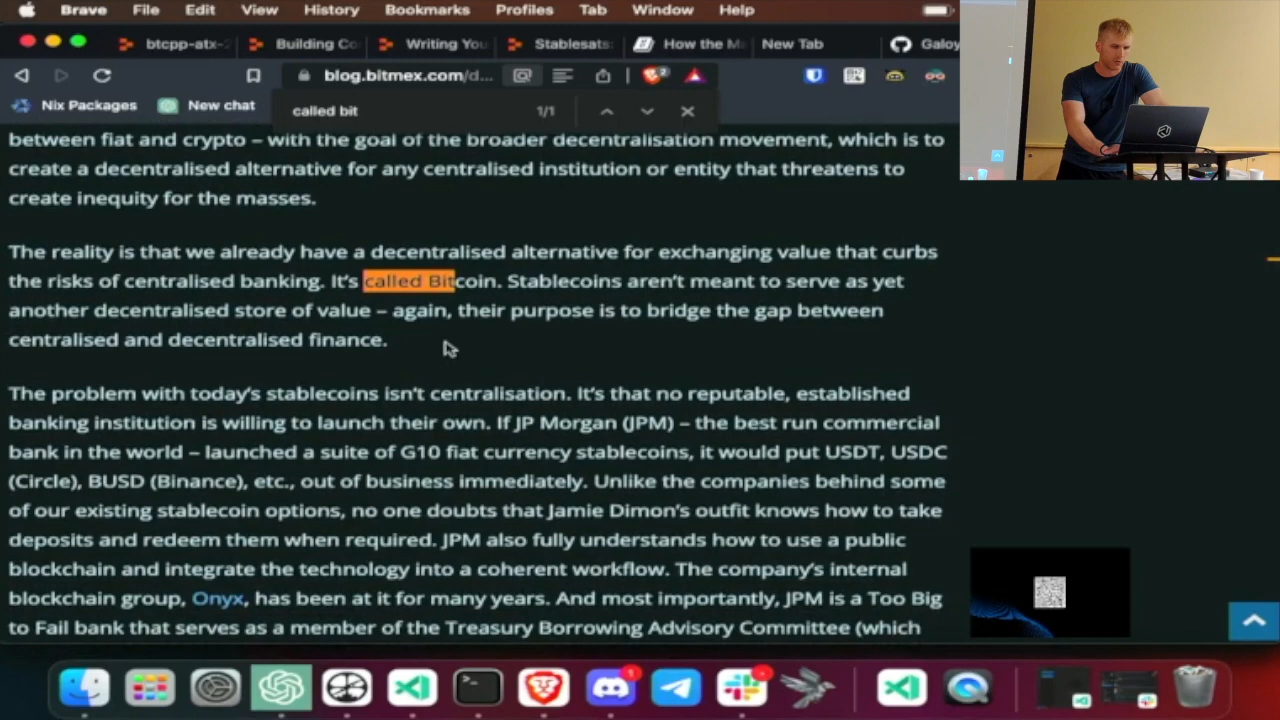 Brave File Edit View History Bookmarks Profiles Tab Window Help
btcpp-atx-2 Building Co Writing You Stablesats: How the Ma New Tab Galoy
blog.bitmex.com/d... 2
Nix Packages New chat called bit 1/1
between fiat and crypto – with the goal of the broader decentralisation movement, which is to
create a decentralised alternative for any centralised institution or entity that threatens to
create inequity for the masses.
The reality is that we already have a decentralised alternative for exchanging value that curbs
the risks of centralised banking. It's called Bitcoin. Stablecoins aren't meant to serve as yet
another decentralised store of value – again, their purpose is to bridge the gap between
centralised and decentralised finance.
The problem with today's stablecoins isn't centralisation. It's that no reputable, established
banking institution is willing to launch their own. If JP Morgan (JPM) – the best run commercial
bank in the world – launched a suite of G10 fiat currency stablecoins, it would put USDT, USDC
(Circle), BUSD (Binance), etc., out of business immediately. Unlike the companies behind some
of our existing stablecoin options, no one doubts that Jamie Dimon's outfit knows how to take
deposits and redeem them when required. JPM also fully understands how to use a public
blockchain and integrate the technology into a coherent workflow. The company's internal
blockchain group, Onyx, has been at it for many years. And most importantly, JPM is a Too Big
to Fail bank that serves as a member of the Treasury Borrowing Advisory Committee (which
1